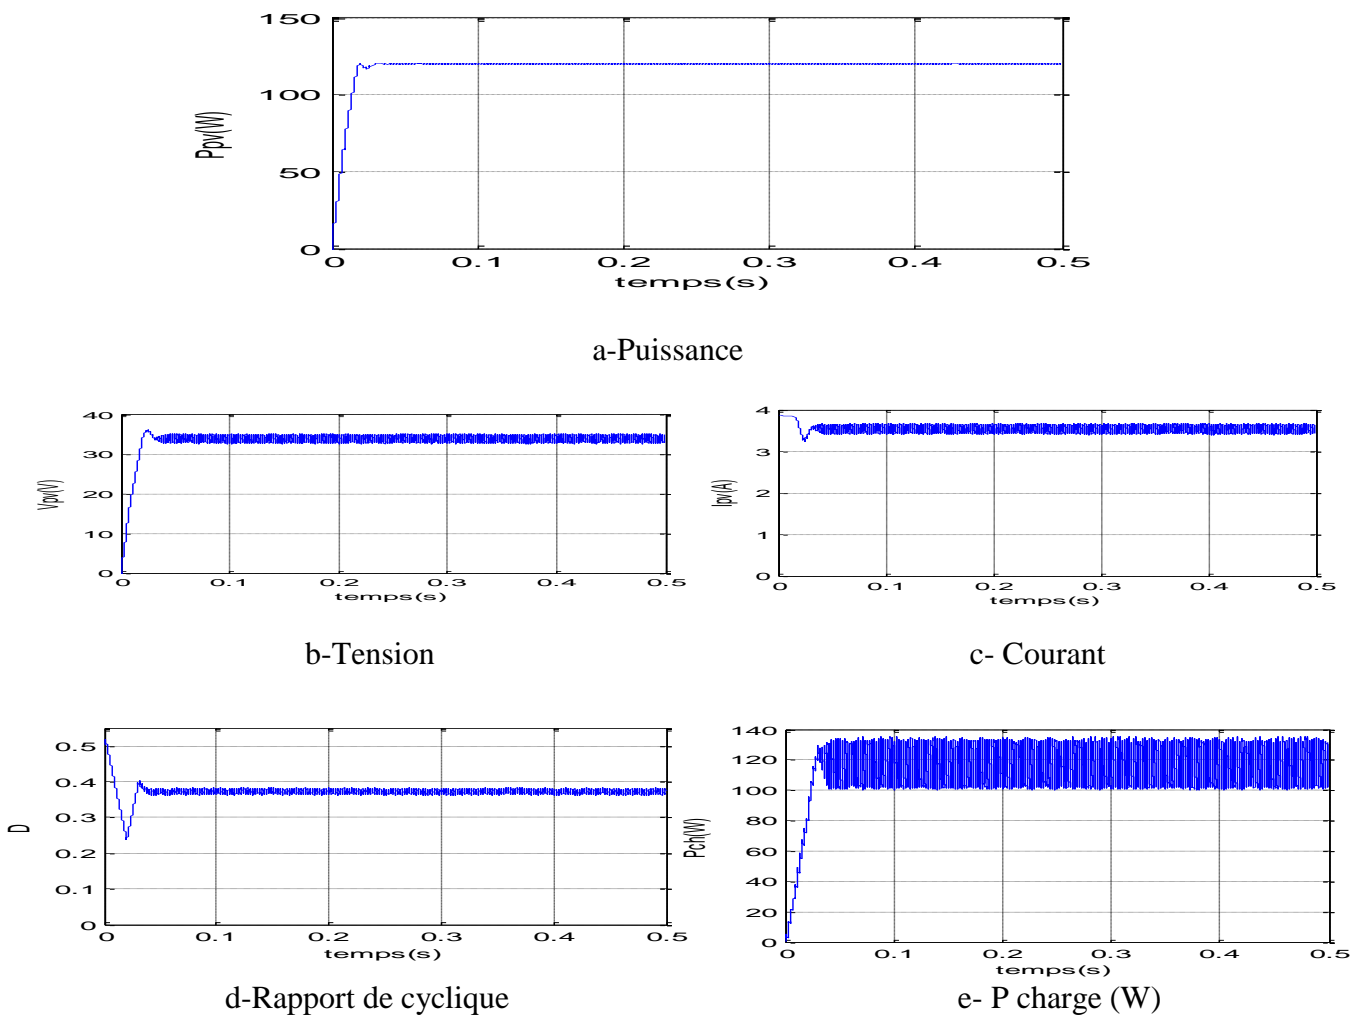 150
100
50
0
Ppv(W)
0 0.1 0.2 0.3 0.4 0.5
temps(s)
a-Puissance
40
30
20
10
0
Vpv(V)
0 0.1 0.2 0.3 0.4 0.5
temps(s)
b-Tension
4
3
2
1
0
Ipv(A)
0 0.1 0.2 0.3 0.4 0.5
temps(s)
c- Courant
0.5
0.4
0.3
0.2
0.1
0
D
0 0.1 0.2 0.3 0.4 0.5
temps(s)
d-Rapport de cyclique
140
120
100
80
60
40
20
0
Pch(W)
0 0.1 0.2 0.3 0.4 0.5
temps(s)
e- P charge (W)